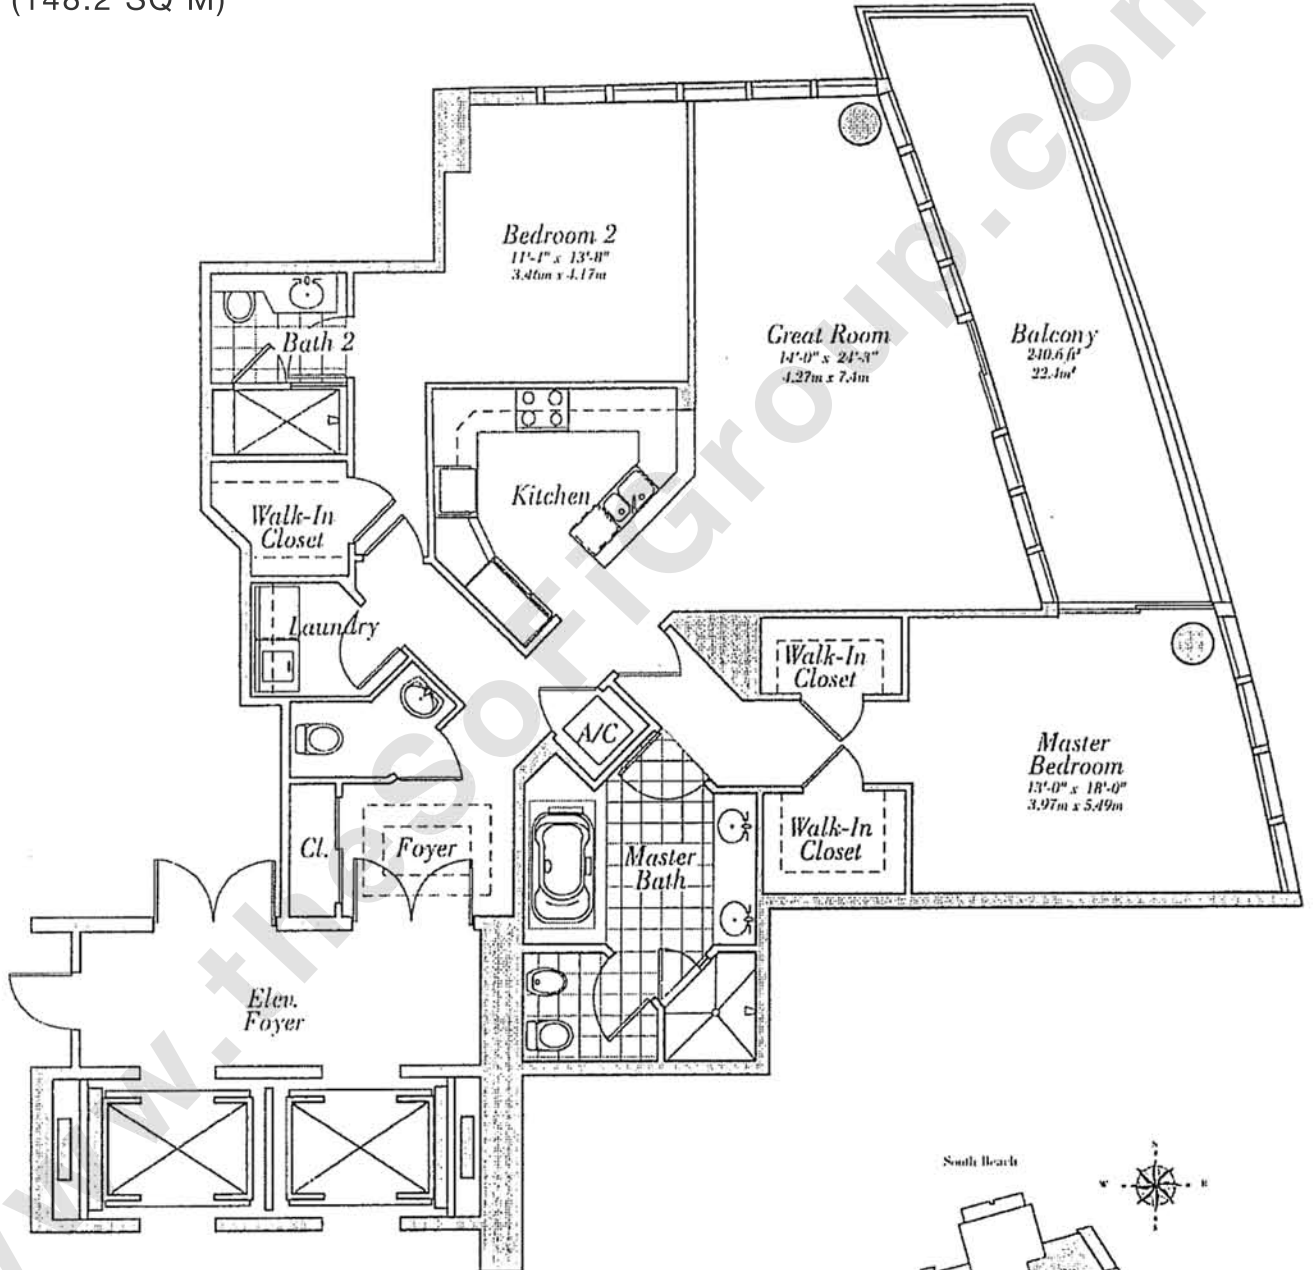 (148.2 SQ M)
Bedroom 2
11'-4" x 13'-8"
3.46m x 4.17m
Bath 2
Great Room
14'-0" x 24'-3"
4.27m x 7.4m
Balcony
240.6 ft²
22.4m²
Kitchen
Walk-In
Closet
Laundry
Walk-In
Closet
A/C
Master
Bedroom
13'-0" x 18'-0"
3.97m x 5.49m
Cl.
Foyer
Master
Bath
Walk-In
Closet
Elev.
Foyer
South Beach
S
W
E
www.theSoFiGroup.com